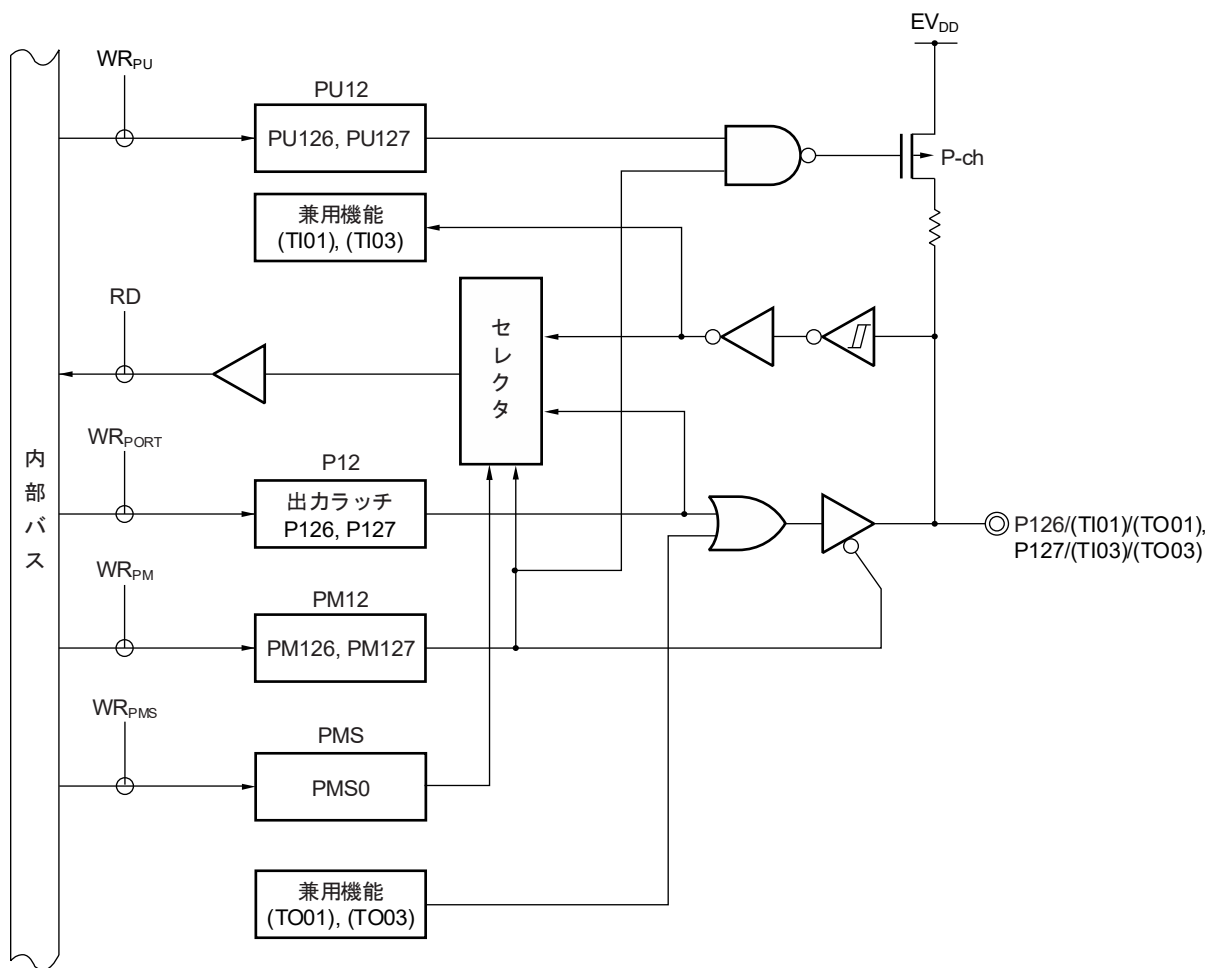 EVDD
WRPU
PU12
PU126, PU127
P-ch
兼用機能
(TI01), (TI03)
RD
セレクタ
WRPORT
P12
出力ラッチ
P126, P127
P126/(TI01)/(TO01),
P127/(TI03)/(TO03)
内部バス
WRPM
PM12
PM126, PM127
WRPMS
PMS
PMS0
兼用機能
(TO01), (TO03)